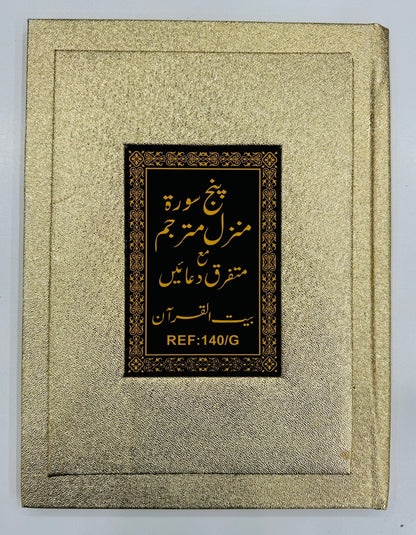 پنج سورۃ
منزل مترجم
مع
متفرق دعائیں
بیت القرآن
REF:140/G